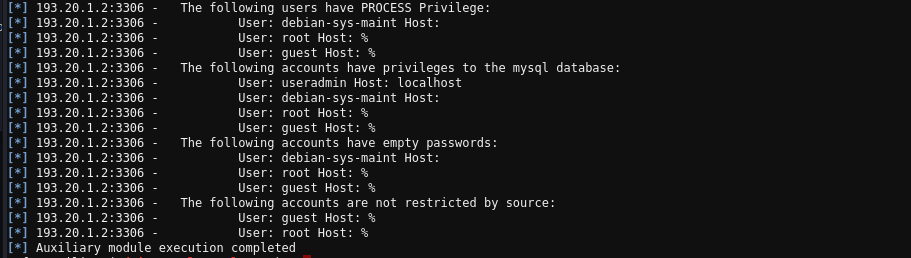 [*] 193.20.1.2:3306 - The following users have PROCESS Privilege:
[*] 193.20.1.2:3306 - User: debian-sys-maint Host:
[*] 193.20.1.2:3306 - User: root Host: %
[*] 193.20.1.2:3306 - User: guest Host: %
[*] 193.20.1.2:3306 - The following accounts have privileges to the mysql database:
[*] 193.20.1.2:3306 - User: useradmin Host: localhost
[*] 193.20.1.2:3306 - User: debian-sys-maint Host:
[*] 193.20.1.2:3306 - User: root Host: %
[*] 193.20.1.2:3306 - User: guest Host: %
[*] 193.20.1.2:3306 - The following accounts have empty passwords:
[*] 193.20.1.2:3306 - User: debian-sys-maint Host:
[*] 193.20.1.2:3306 - User: root Host: %
[*] 193.20.1.2:3306 - User: guest Host: %
[*] 193.20.1.2:3306 - The following accounts are not restricted by source:
[*] 193.20.1.2:3306 - User: guest Host: %
[*] 193.20.1.2:3306 - User: root Host: %
[*] Auxiliary module execution completed